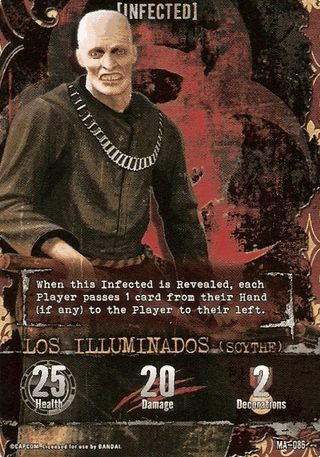 [INFECTED]
When this Infected is Revealed, each
Player passes 1 card from their Hand
(if any) to the Player to their left.
LOS ILLUMINADOS (SCYTHE)
25 20 2
Health Damage Decorations
©CAPCOM. Licensed for use by BANDAI. MA-086